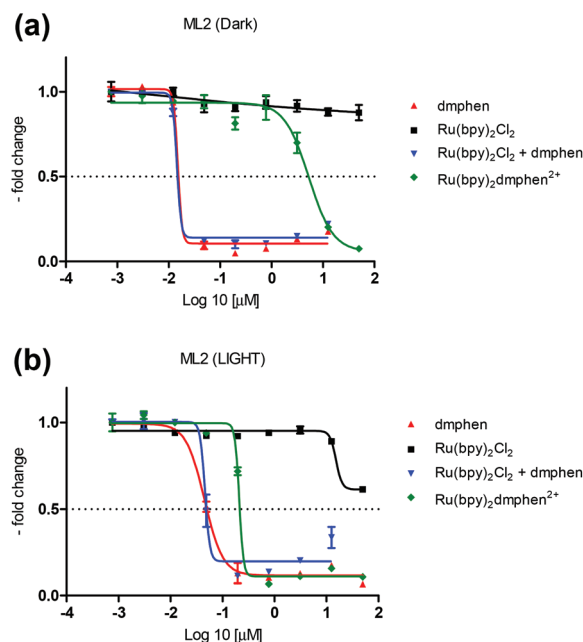 (a)
ML2 (Dark)
1.0
0.5
0.0
- fold change
-4 -3 -2 -1 0 1 2
Log 10 [µM]
dmphen
Ru(bpy)₂Cl₂
Ru(bpy)₂Cl₂ + dmphen
Ru(bpy)₂dmphen²⁺
(b)
ML2 (LIGHT)
1.0
0.5
0.0
- fold change
-4 -3 -2 -1 0 1 2
Log 10 [µM]
dmphen
Ru(bpy)₂Cl₂
Ru(bpy)₂Cl₂ + dmphen
Ru(bpy)₂dmphen²⁺